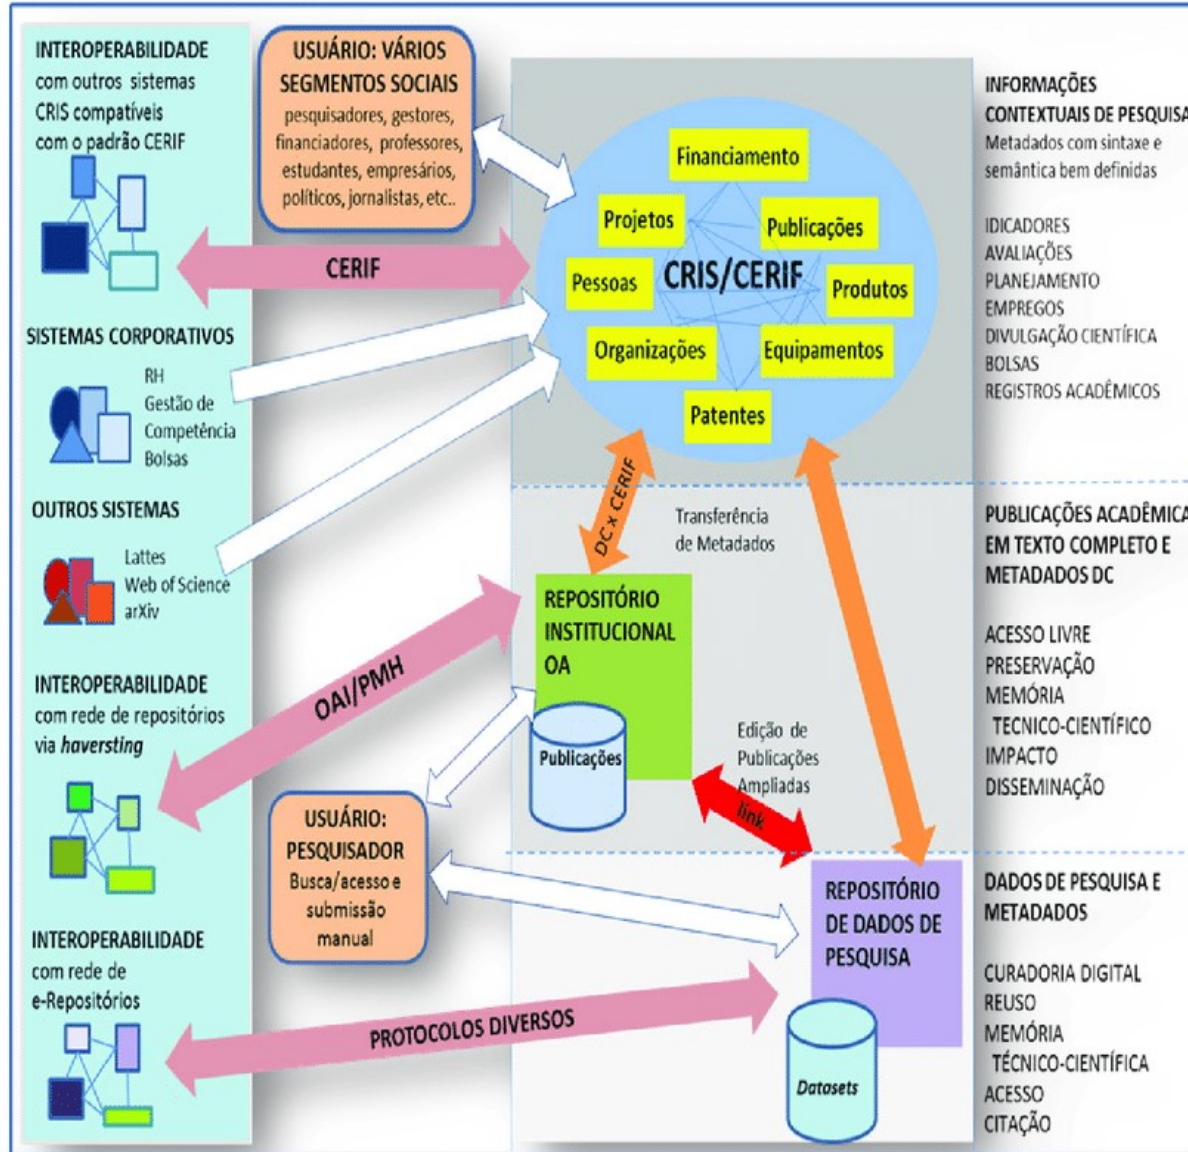 INTEROPERABILIDADE
com outros sistemas
CRIS compatíveis
com o padrão CERIF
SISTEMAS CORPORATIVOS
RH
Gestão de
Competência
Bolsas
OUTROS SISTEMAS
Lattes
Web of Science
arXiv
INTEROPERABILIDADE
com rede de repositórios
via haversting
INTEROPERABILIDADE
com rede de
e-Repositórios
USUÁRIO: VÁRIOS
SEGMENTOS SOCIAIS
pesquisadores, gestores,
financiadores, professores,
estudantes, empresários,
políticos, jornalistas, etc..
CERIF
OAI/PMH
USUÁRIO:
PESQUISADOR
Busca/acesso e
submissão
manual
PROTOCOLOS DIVERSOS
Financiamento
Projetos
Publicações
Pessoas
CRIS/CERIF
Produtos
Organizações
Equipamentos
Patentes
DC x CERIF
Transferência
de Metadados
REPOSITÓRIO
INSTITUCIONAL
OA
Publicações
Edição de
Publicações
Ampliadas
link
REPOSITÓRIO
DE DADOS DE
PESQUISA
Datasets
INFORMAÇÕES
CONTEXTUAIS DE PESQUISA
Metadados com sintaxe e
semântica bem definidas
IDICADORES
AVALIAÇÕES
PLANEJAMENTO
EMPREGOS
DIVULGAÇÃO CIENTÍFICA
BOLSAS
REGISTROS ACADÊMICOS
PUBLICAÇÕES ACADÊMICA
EM TEXTO COMPLETO E
METADADOS DC
ACESSO LIVRE
PRESERVAÇÃO
MEMÓRIA
TECNICO-CIENTÍFICO
IMPACTO
DISSEMINAÇÃO
DADOS DE PESQUISA E
METADADOS
CURADORIA DIGITAL
REUSO
MEMÓRIA
TÉCNICO-CIENTÍFICA
ACESSO
CITAÇÃO